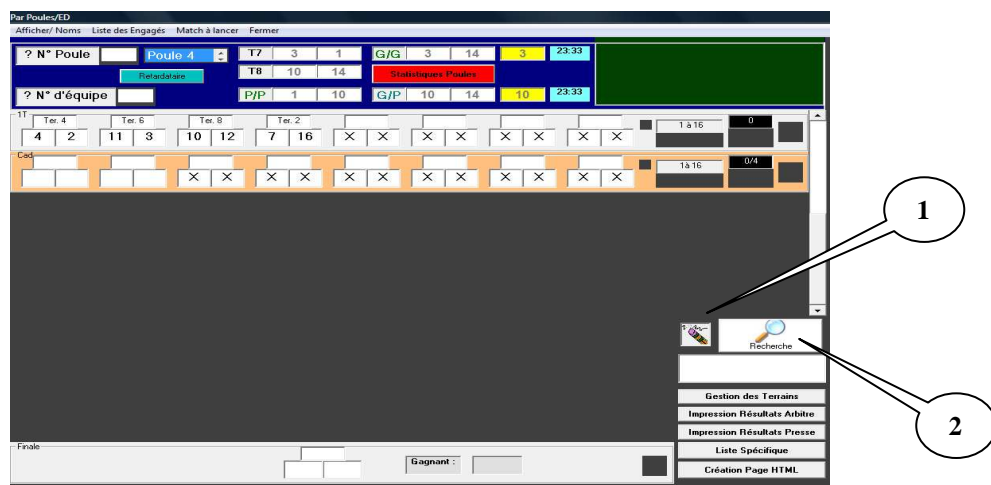 Par Poules/ED
Afficher/ Noms Liste des Engagés Match à lancer Fermer
? N° Poule Poule 4 T7 3 1 G/G 3 14 3 23:33
Retardataire T8 10 14 Statistiques Poules
? N° d'équipe P/P 1 10 G/P 10 14 10 23:33
1T Ter. 4 Ter. 6 Ter. 8 Ter. 2 1 à 16 0
4 2 11 3 10 12 7 16 X X X X X X X X
Cad 1à 16 0/4
X X X X X X X X X X X X
1
Recherche
Gestion des Terrains
Impression Résultats Arbitre
Impression Résultats Presse
2
Finale
Gagnant :
Liste Spécifique
Création Page HTML